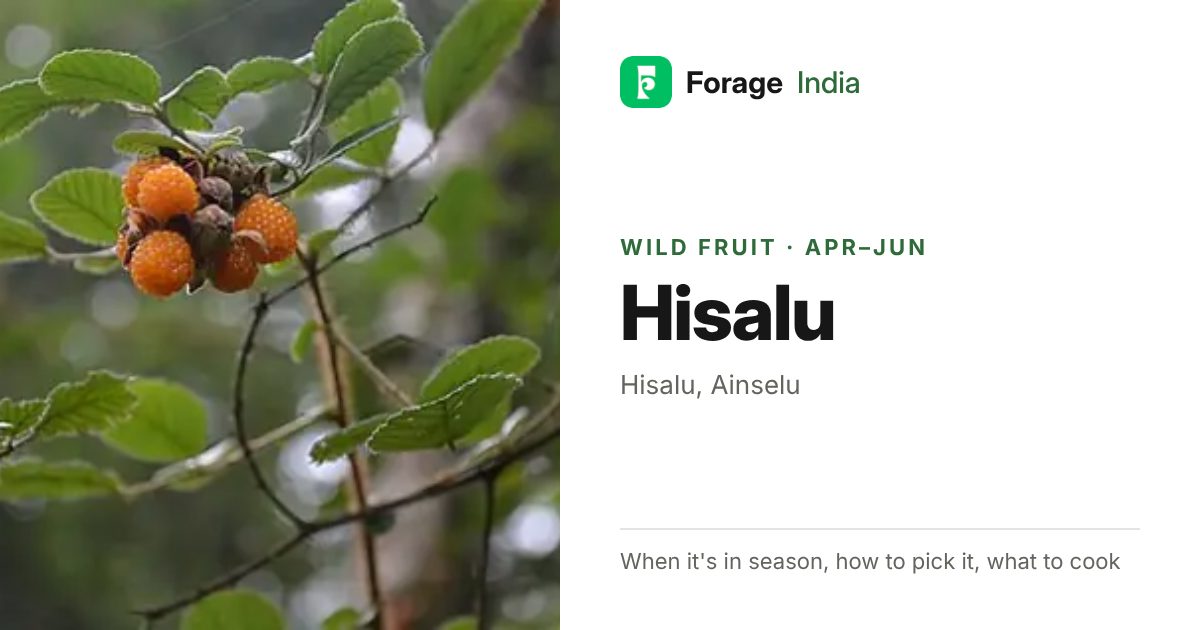 Forage India
WILD FRUIT · APR–JUN
Hisalu
Hisalu, Ainselu
When it's in season, how to pick it, what to cook